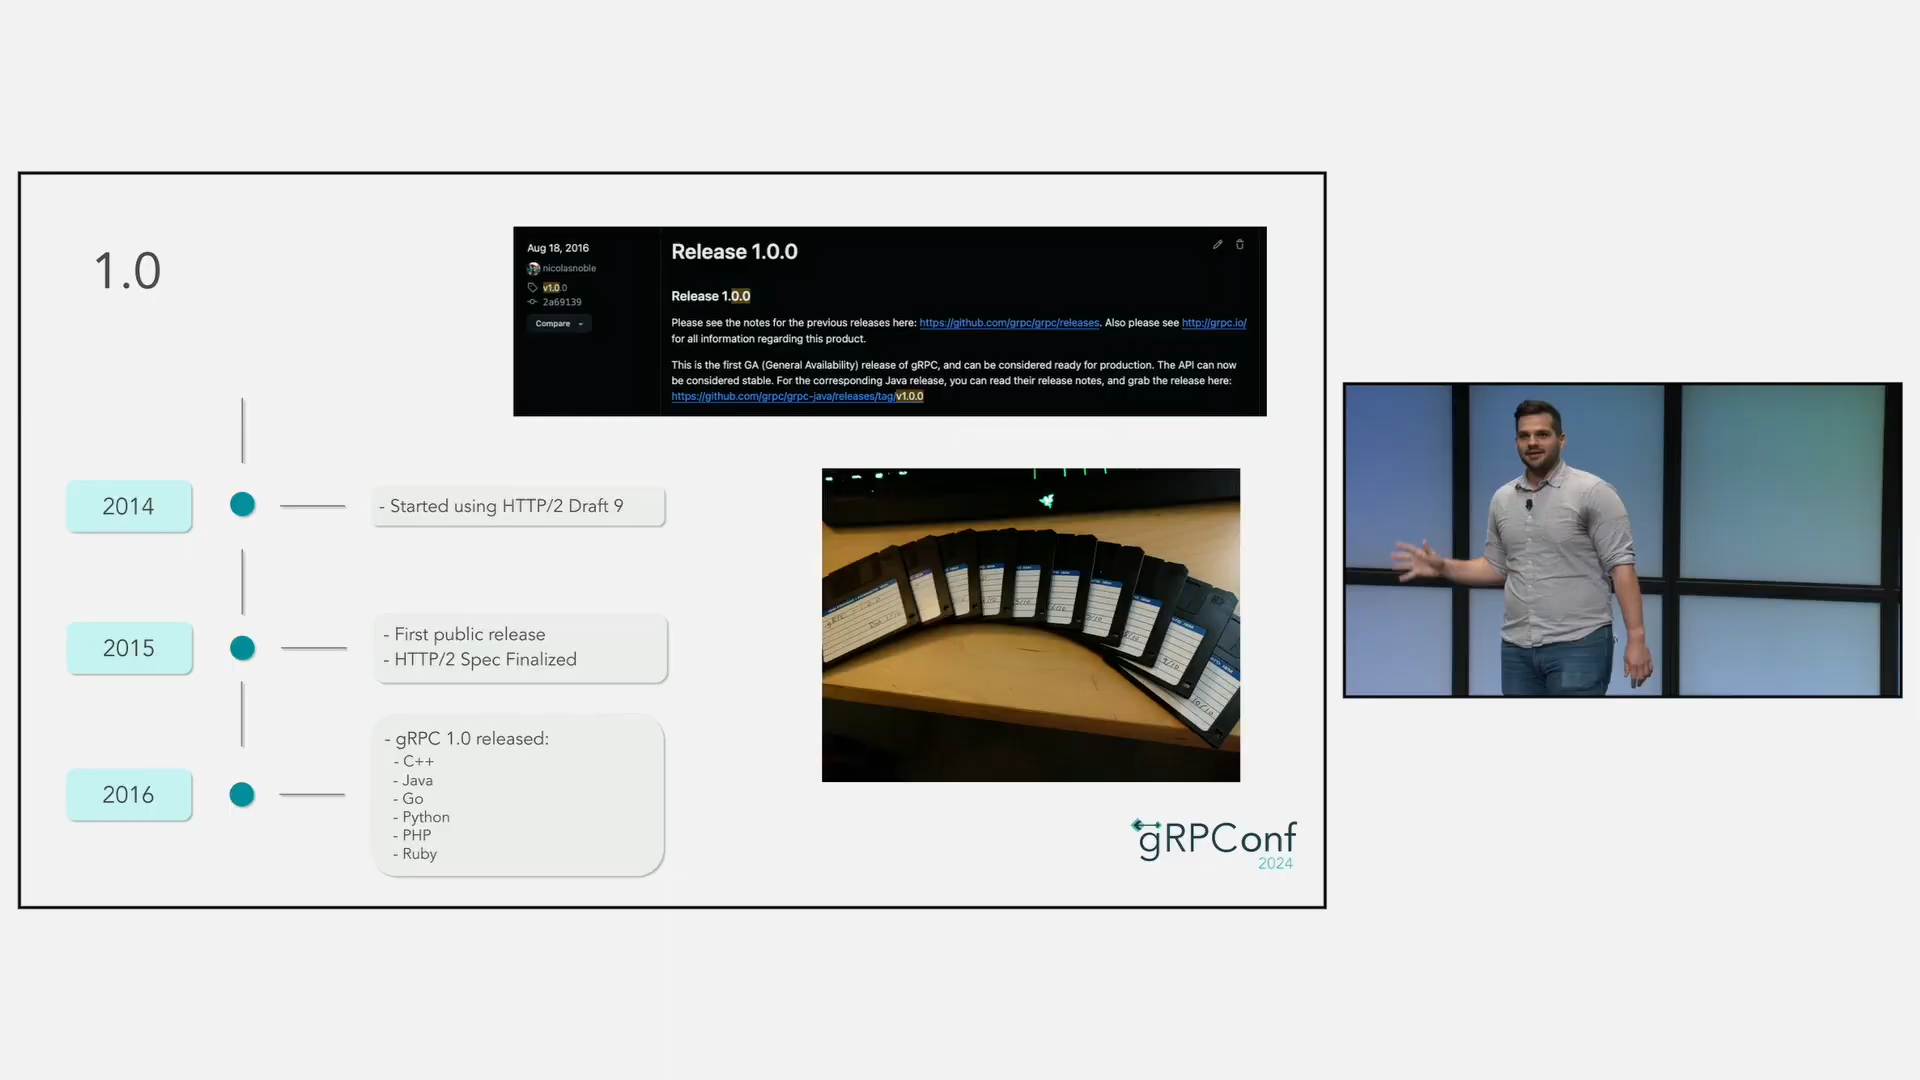 1.0
Aug 18, 2016
nicolasnoble
v1.0.0
2a69139
Compare
Release 1.0.0
Release 1.0.0
Please see the notes for the previous releases here: https://github.com/grpc/grpc/releases. Also please see http://grpc.io/
for all information regarding this product.
This is the first GA (General Availability) release of gRPC, and can be considered ready for production. The API can now
be considered stable. For the corresponding Java release, you can read their release notes, and grab the release here:
https://github.com/grpc/grpc-java/releases/tag/v1.0.0
2014
- Started using HTTP/2 Draft 9
2015
- First public release
- HTTP/2 Spec Finalized
2016
- gRPC 1.0 released:
- C++
- Java
- Go
- Python
- PHP
- Ruby
9/10
10/10
gRPConf
2024